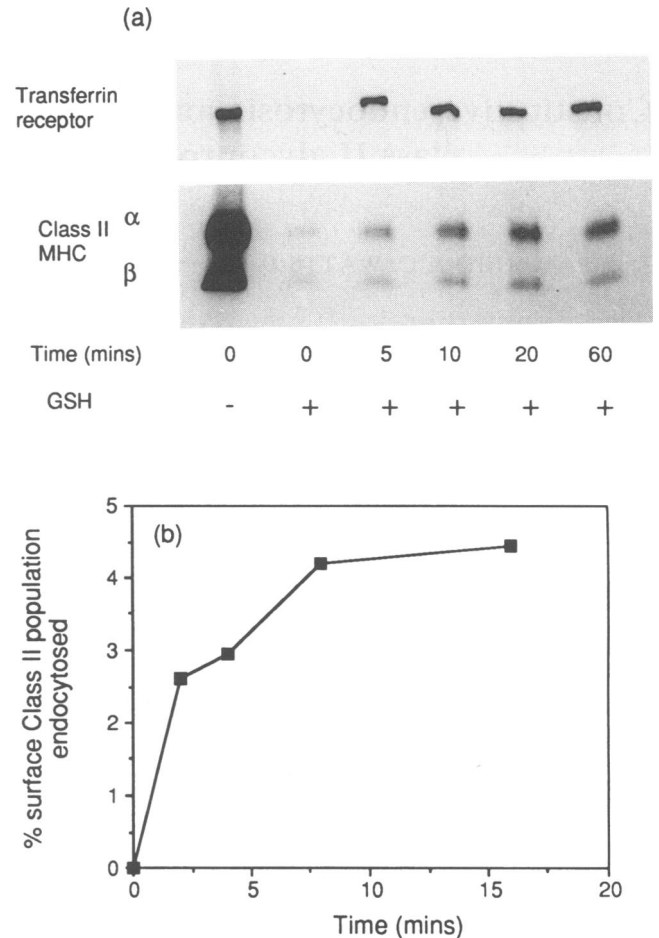 (a)
Transferrin
receptor
Class II
MHC
α
β
Time (mins) 0 0 5 10 20 60
GSH - + + + + +
(b)
% surface Class II population
endocytosed
5
4
3
2
1
0
0 5 10 15 20
Time (mins)